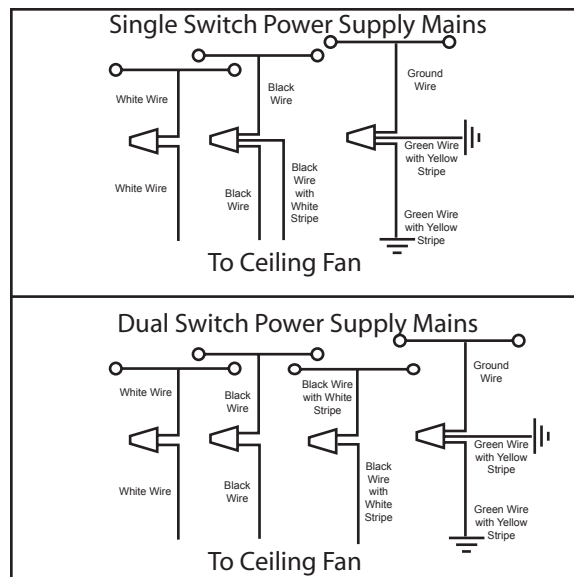 Single Switch Power Supply Mains
White Wire
Black
Wire
Ground
Wire
White Wire
Black
Wire
Black
Wire
with
White
Stripe
Green Wire
with Yellow
Stripe
Green Wire
with Yellow
Stripe
To Ceiling Fan
Dual Switch Power Supply Mains
White Wire
Black
Wire
Black Wire
with White
Stripe
Ground
Wire
White Wire
Black
Wire
Black
Wire
with
White
Stripe
Green Wire
with Yellow
Stripe
Green Wire
with Yellow
Stripe
To Ceiling Fan